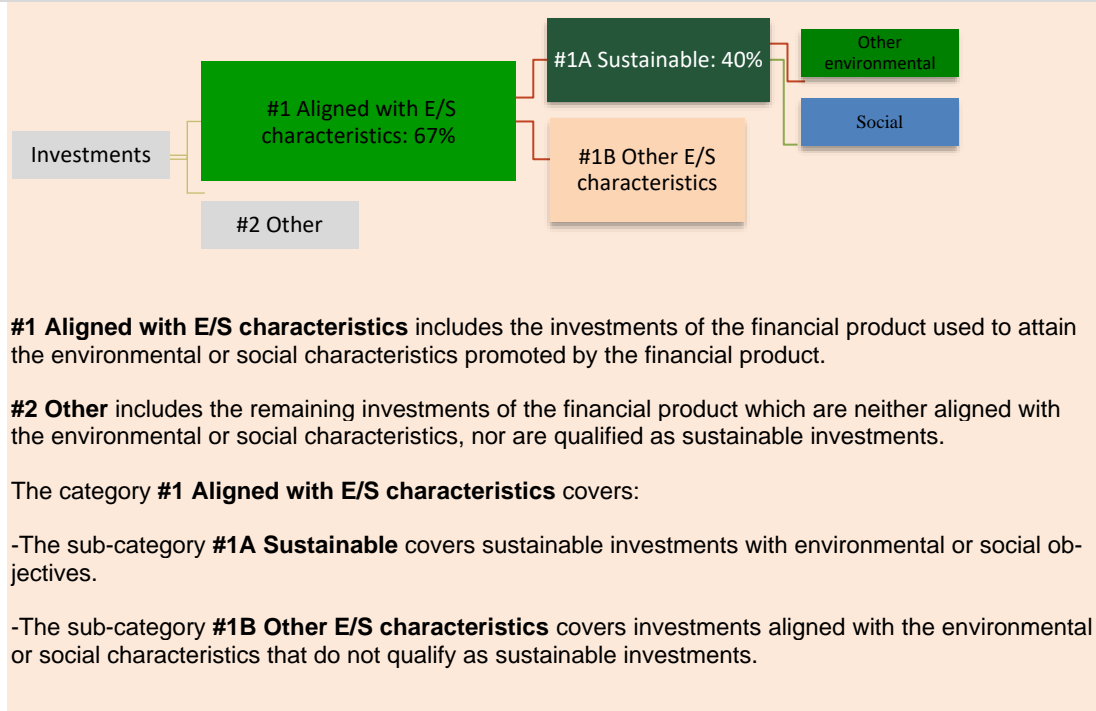 Investments
#1 Aligned with E/S
characteristics: 67%
#2 Other
#1A Sustainable: 40%
#1B Other E/S
characteristics
Other
environmental
Social
#1 Aligned with E/S characteristics includes the investments of the financial product used to attain
the environmental or social characteristics promoted by the financial product.
#2 Other includes the remaining investments of the financial product which are neither aligned with
the environmental or social characteristics, nor are qualified as sustainable investments.
The category #1 Aligned with E/S characteristics covers:
-The sub-category #1A Sustainable covers sustainable investments with environmental or social ob-
jectives.
-The sub-category #1B Other E/S characteristics covers investments aligned with the environmental
or social characteristics that do not qualify as sustainable investments.